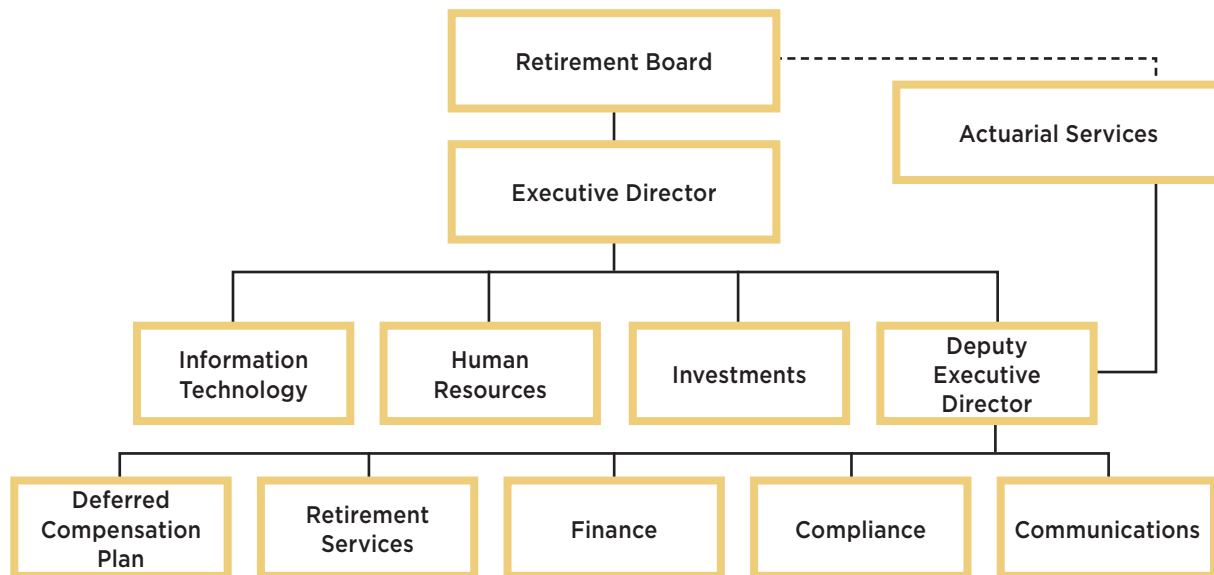 Retirement Board
Actuarial Services
Executive Director
Information
Technology
Human
Resources
Investments
Deputy
Executive
Director
Deferred
Compensation
Plan
Retirement
Services
Finance
Compliance
Communications